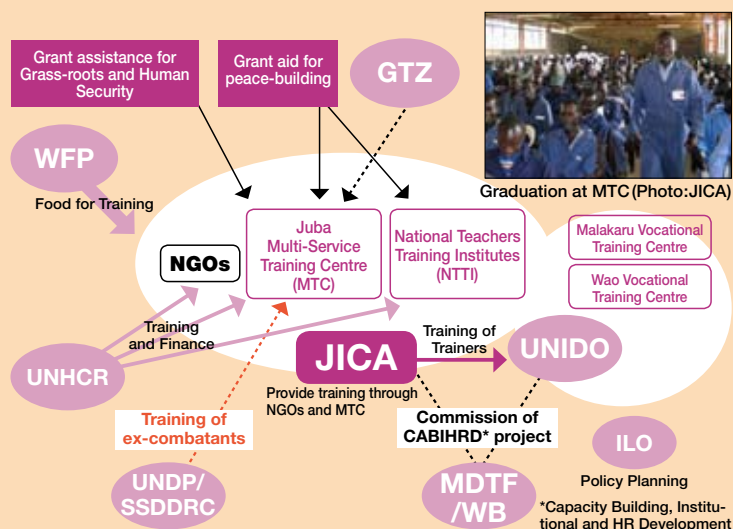 Grant assistance for
Grass-roots and Human
Security
Grant aid for
peace-building
GTZ
WFP
Food for Training
Graduation at MTC (Photo:JICA)
NGOs
Juba
Multi-Service
Training Centre
(MTC)
National Teachers
Training Institutes
(NTTI)
Malakaru Vocational
Training Centre
Wao Vocational
Training Centre
UNHCR
Training
and Finance
JICA
Provide training through
NGOs and MTC
Training of
Trainers
UNIDO
Training of
ex-combatants
Commission of
CABIHRD* project
UNDP/
SSDDRC
MDTF
/WB
ILO
Policy Planning
*Capacity Building, Institu-
tional and HR Development